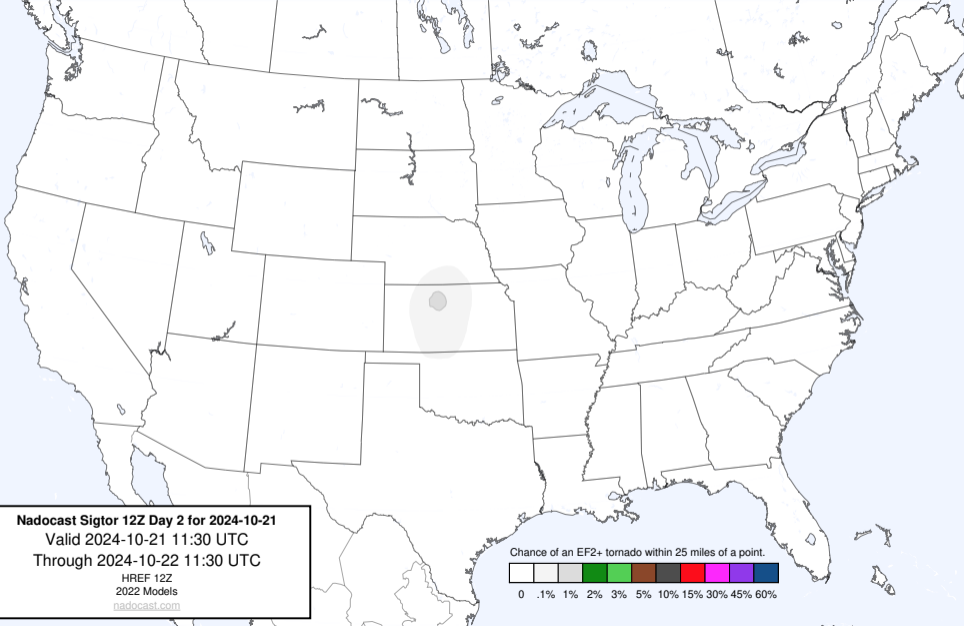 Nadocast Sigtor 12Z Day 2 for 2024-10-21
Valid 2024-10-21 11:30 UTC
Through 2024-10-22 11:30 UTC
HREF 12Z
2022 Models
nadocast.com
Chance of an EF2+ tornado within 25 miles of a point.
0 .1% 1% 2% 3% 5% 10% 15% 30% 45% 60%